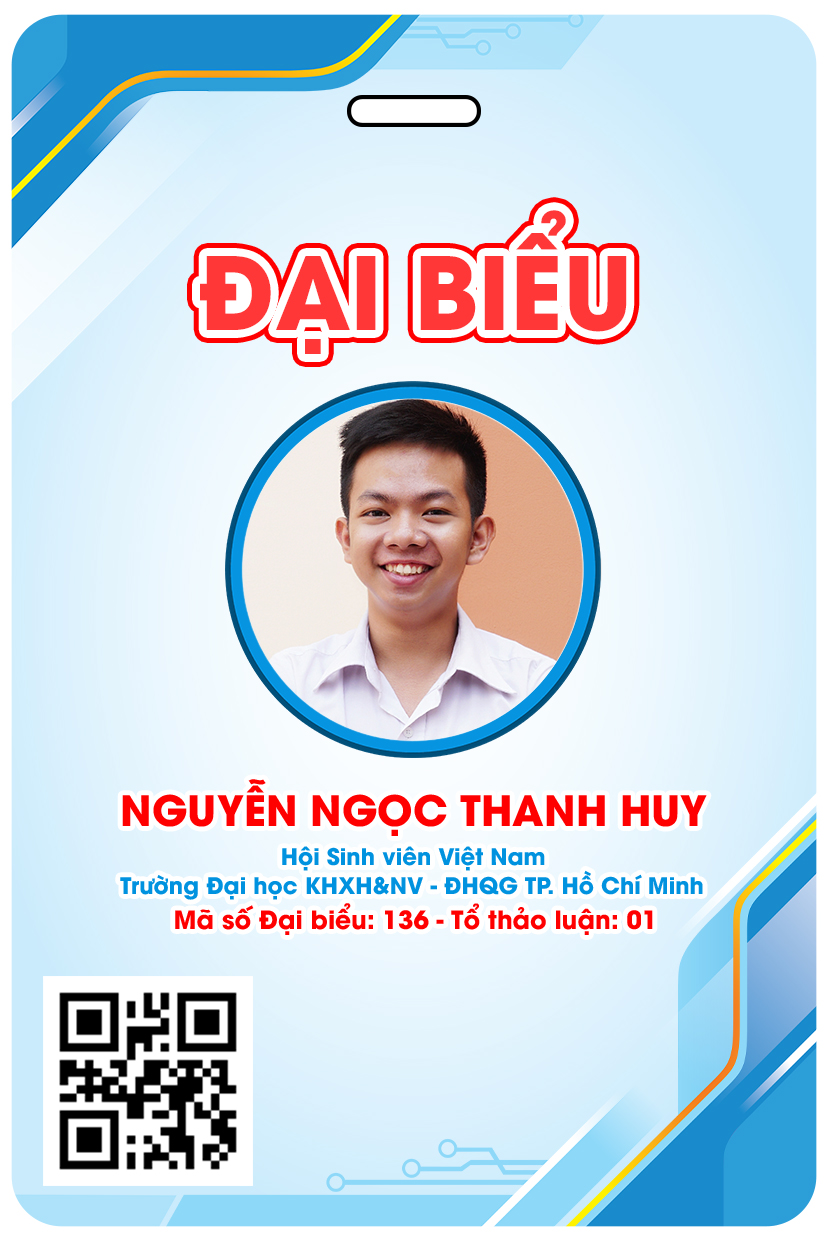 ĐẠI BIỂU
NGUYỄN NGỌC THANH HUY
Hội Sinh viên Việt Nam
Trường Đại học KHXH&NV - ĐHQG TP. Hồ Chí Minh
Mã số Đại biểu: 136 - Tổ thảo luận: 01